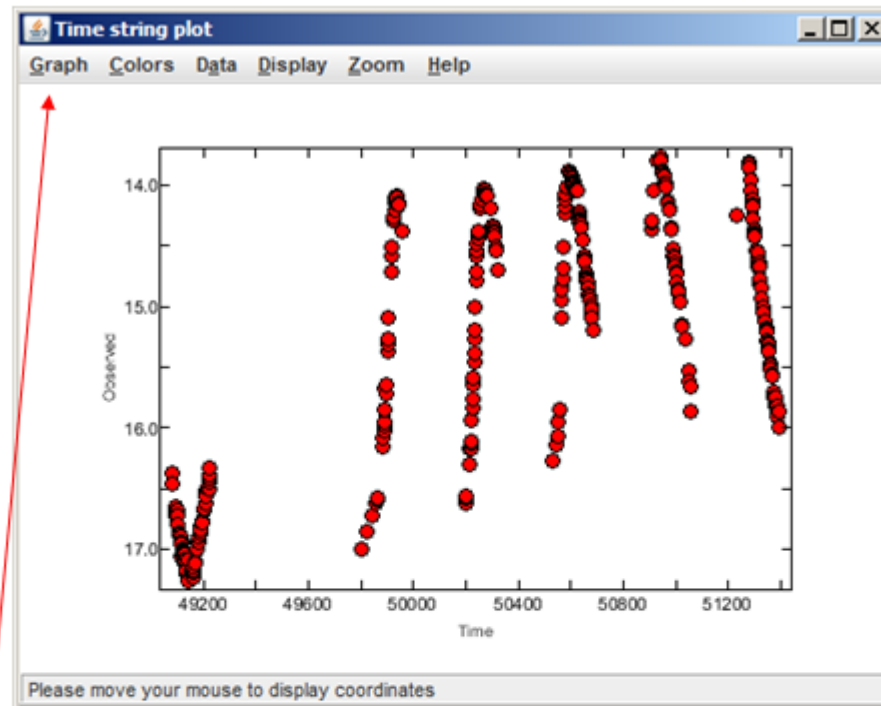 Time string plot
Graph Colors Data Display Zoom Help
14.0
15.0
16.0
17.0
Observed
49200 49600 50000 50400 50800 51200
Time
Please move your mouse to display coordinates